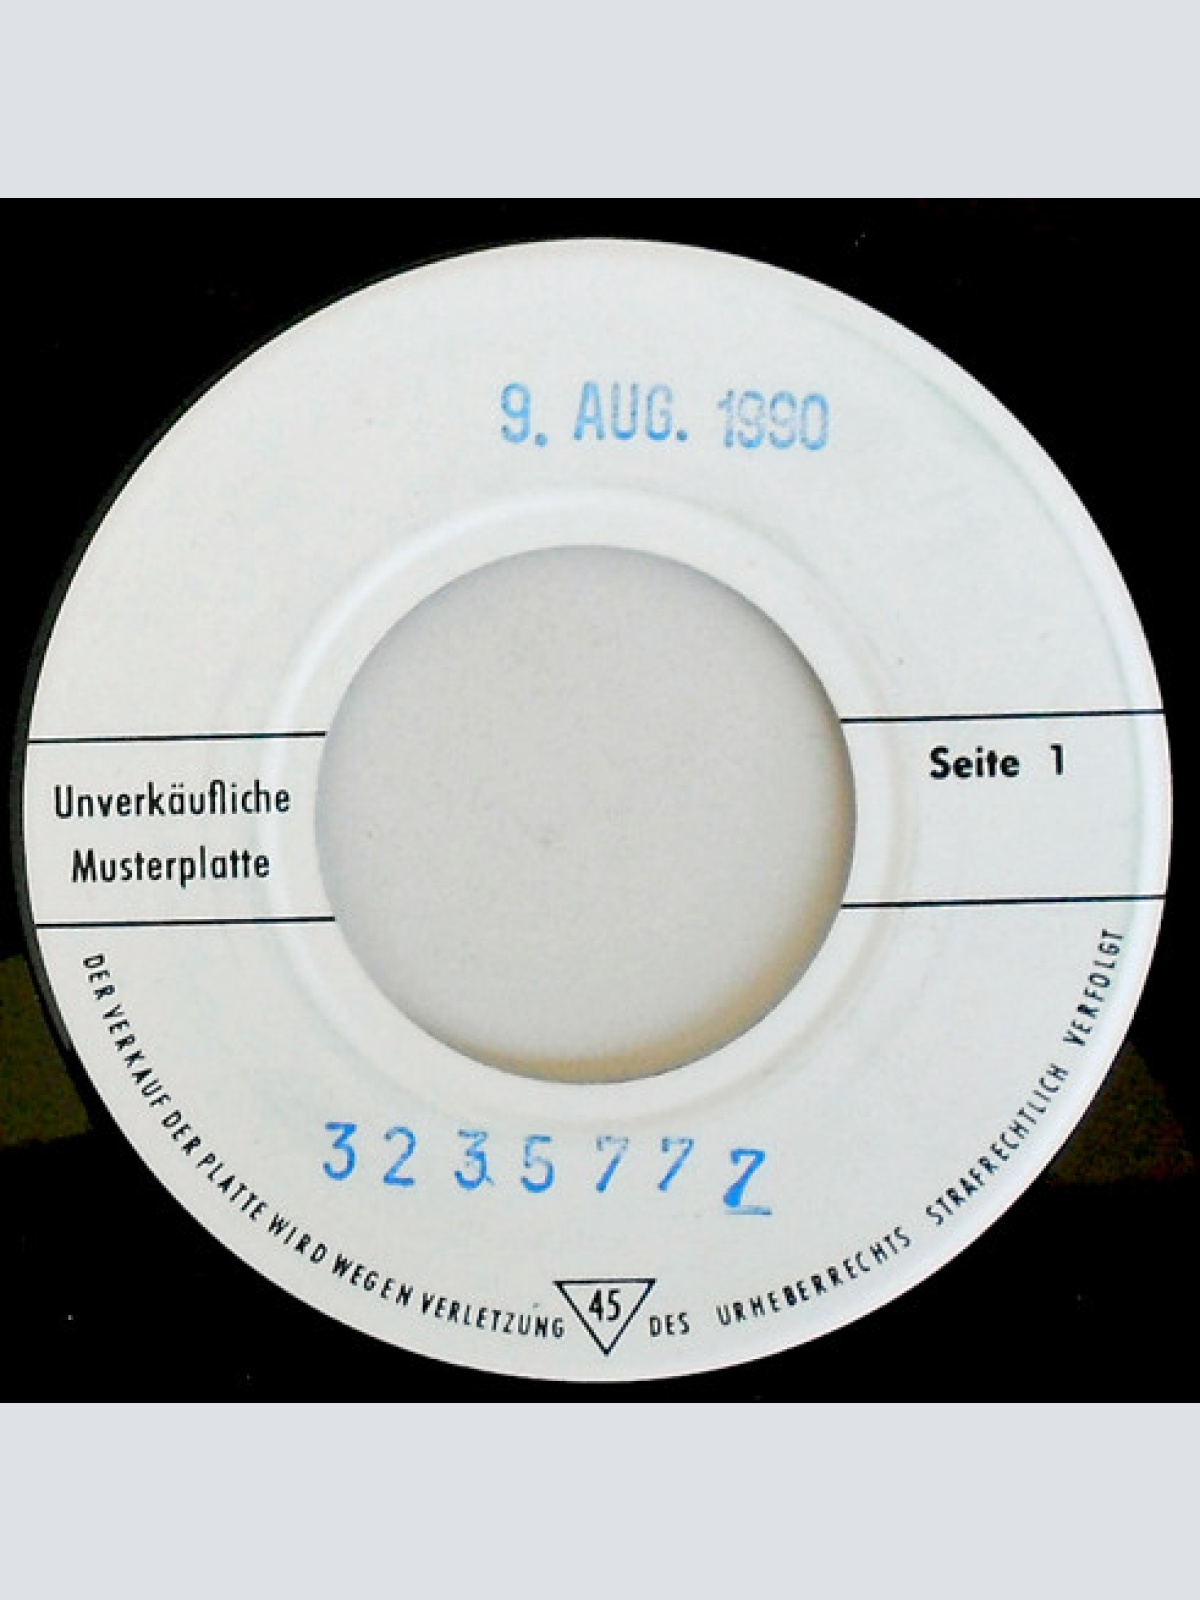 9. AUG. 1990
Unverkäufliche
Musterplatte
Seite 1
3235777
DER VERKAUF DER PLATTE WIRD WEGEN VERLETZUNG DES URHEBERRECHTS STRAFRECHTLICH VERFOLGT
45